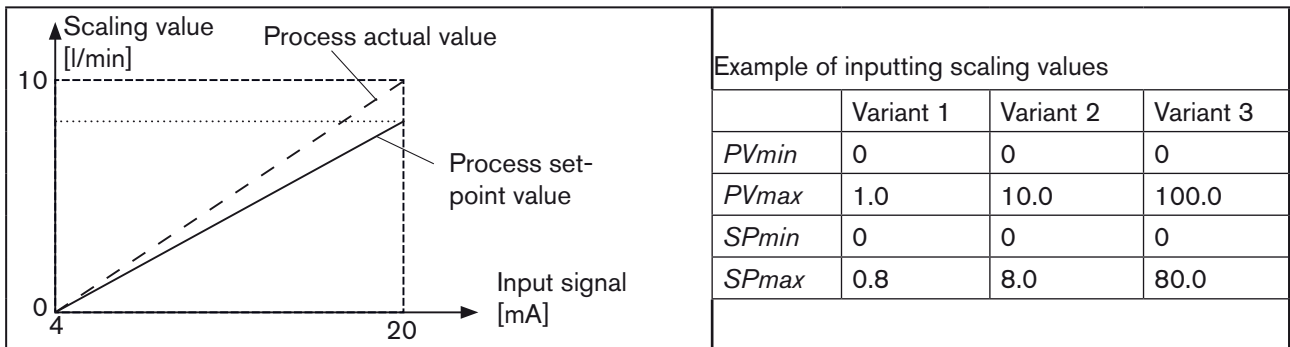 Scaling value
[l/min]
Process actual value
10
Process set-
point value
Input signal
[mA]
0
4
20
Example of inputting scaling values
Variant 1 Variant 2 Variant 3
PVmin 0 0 0
PVmax 1.0 10.0 100.0
SPmin 0 0 0
SPmax 0.8 8.0 80.0